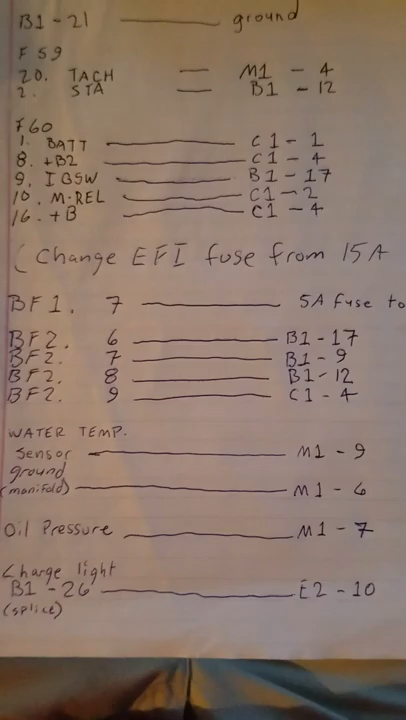 B1-21 ground
F59
20. TACH — M1 - 4
2. STA — B1 - 12
F60
1. BATT C1 - 1
8. +B2 C1 - 4
9. IGSW B1 - 17
10. M-REL C1 - 2
16. +B C1 - 4
(Change EFI fuse from 15A
BF1. 7 5A fuse to
BF2. 6 B1-17
BF2. 7 B1 - 9
BF2. 8 B1-12
BF2. 9 C1 - 4
WATER TEMP.
Sensor M1 - 9
ground
(manifold) M1 - 6
Oil Pressure M1 - 7
Charge light
B1 - 26 E2 - 10
(splice)